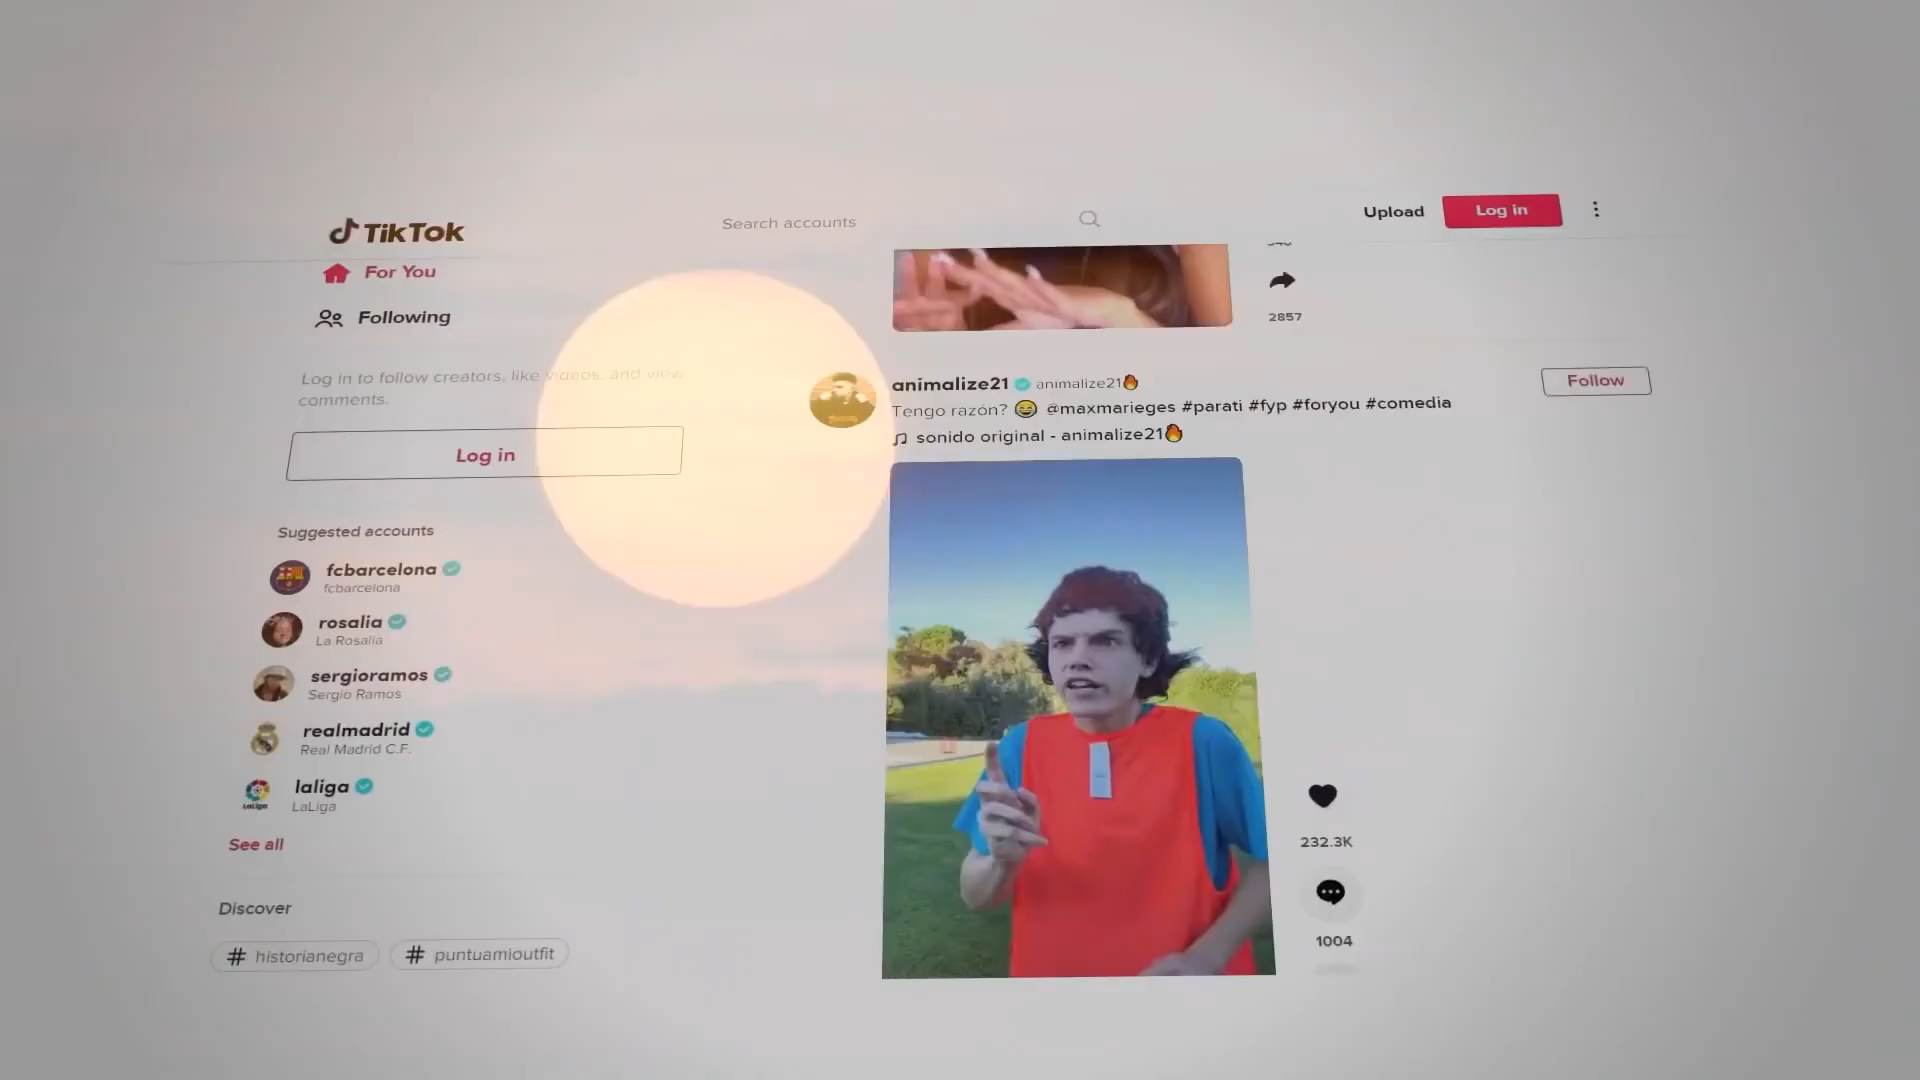 TikTok
Search accounts
Upload
Log in
For You
Following
2857
Log in to follow creators, like videos, and view
comments.
Log in
animalize21 animalize21🔥
Follow
Tengo razón? 😄 @maxmarieges #parati #fyp #foryou #comedia
sonido original - animalize21🔥
Suggested accounts
fcbarcelona
fcbarcelona
rosalia
La Rosalia
sergioramos
Sergio Ramos
realmadrid
Real Madrid C.F.
laliga
LaLiga
LaLiga
See all
232.3K
1004
Discover
# historianegra
# puntuamioutfit